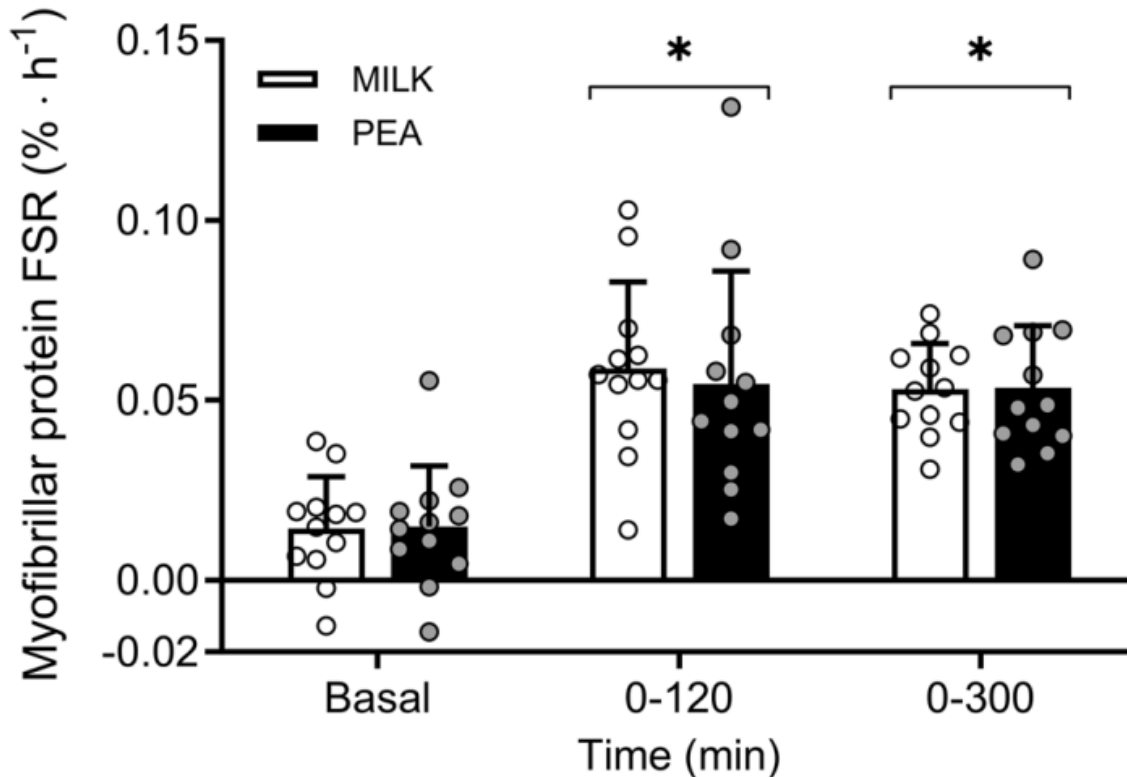 Myofibrillar protein FSR (% · h⁻¹)
0.15
0.10
0.05
0.00
-0.02
MILK
PEA
* *
Basal 0-120 0-300
Time (min)